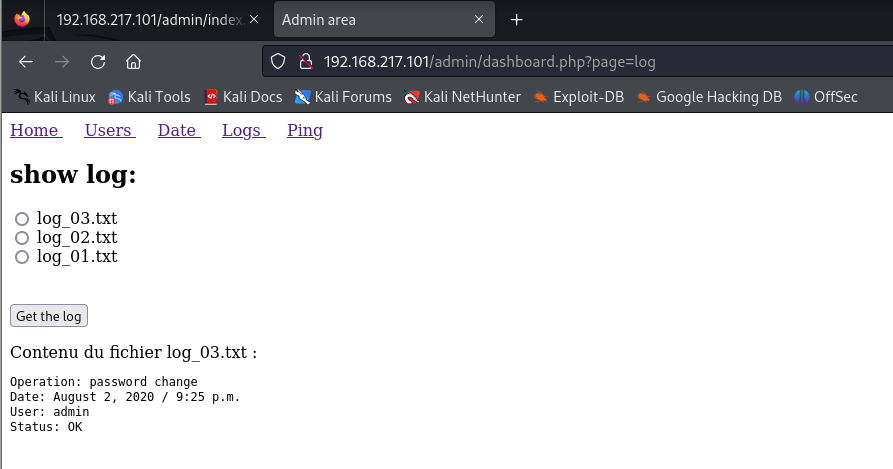 192.168.217.101/admin/index.
Admin area
192.168.217.101/admin/dashboard.php?page=log
Kali Linux Kali Tools Kali Docs Kali Forums Kali NetHunter Exploit-DB Google Hacking DB OffSec
Home Users Date Logs Ping
show log:
log_03.txt
log_02.txt
log_01.txt
Get the log
Contenu du fichier log_03.txt :
Operation: password change
Date: August 2, 2020 / 9:25 p.m.
User: admin
Status: OK